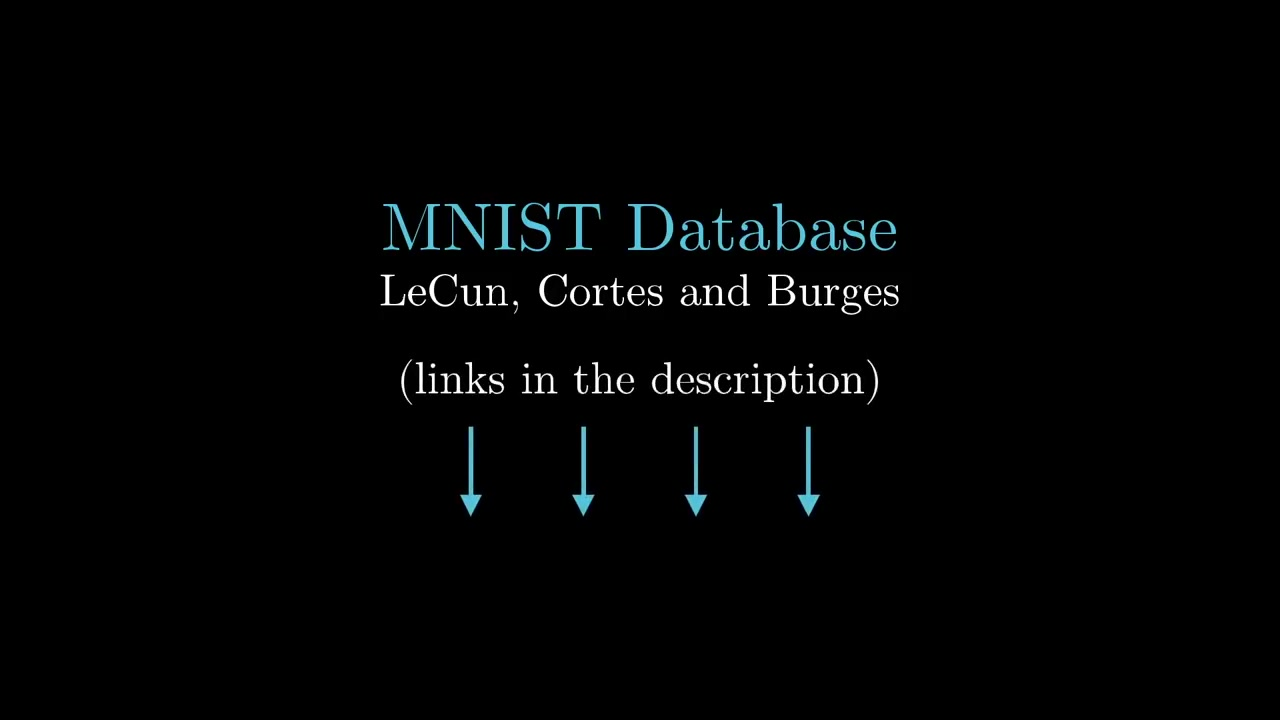 MNIST Database
LeCun, Cortes and Burges
(links in the description)